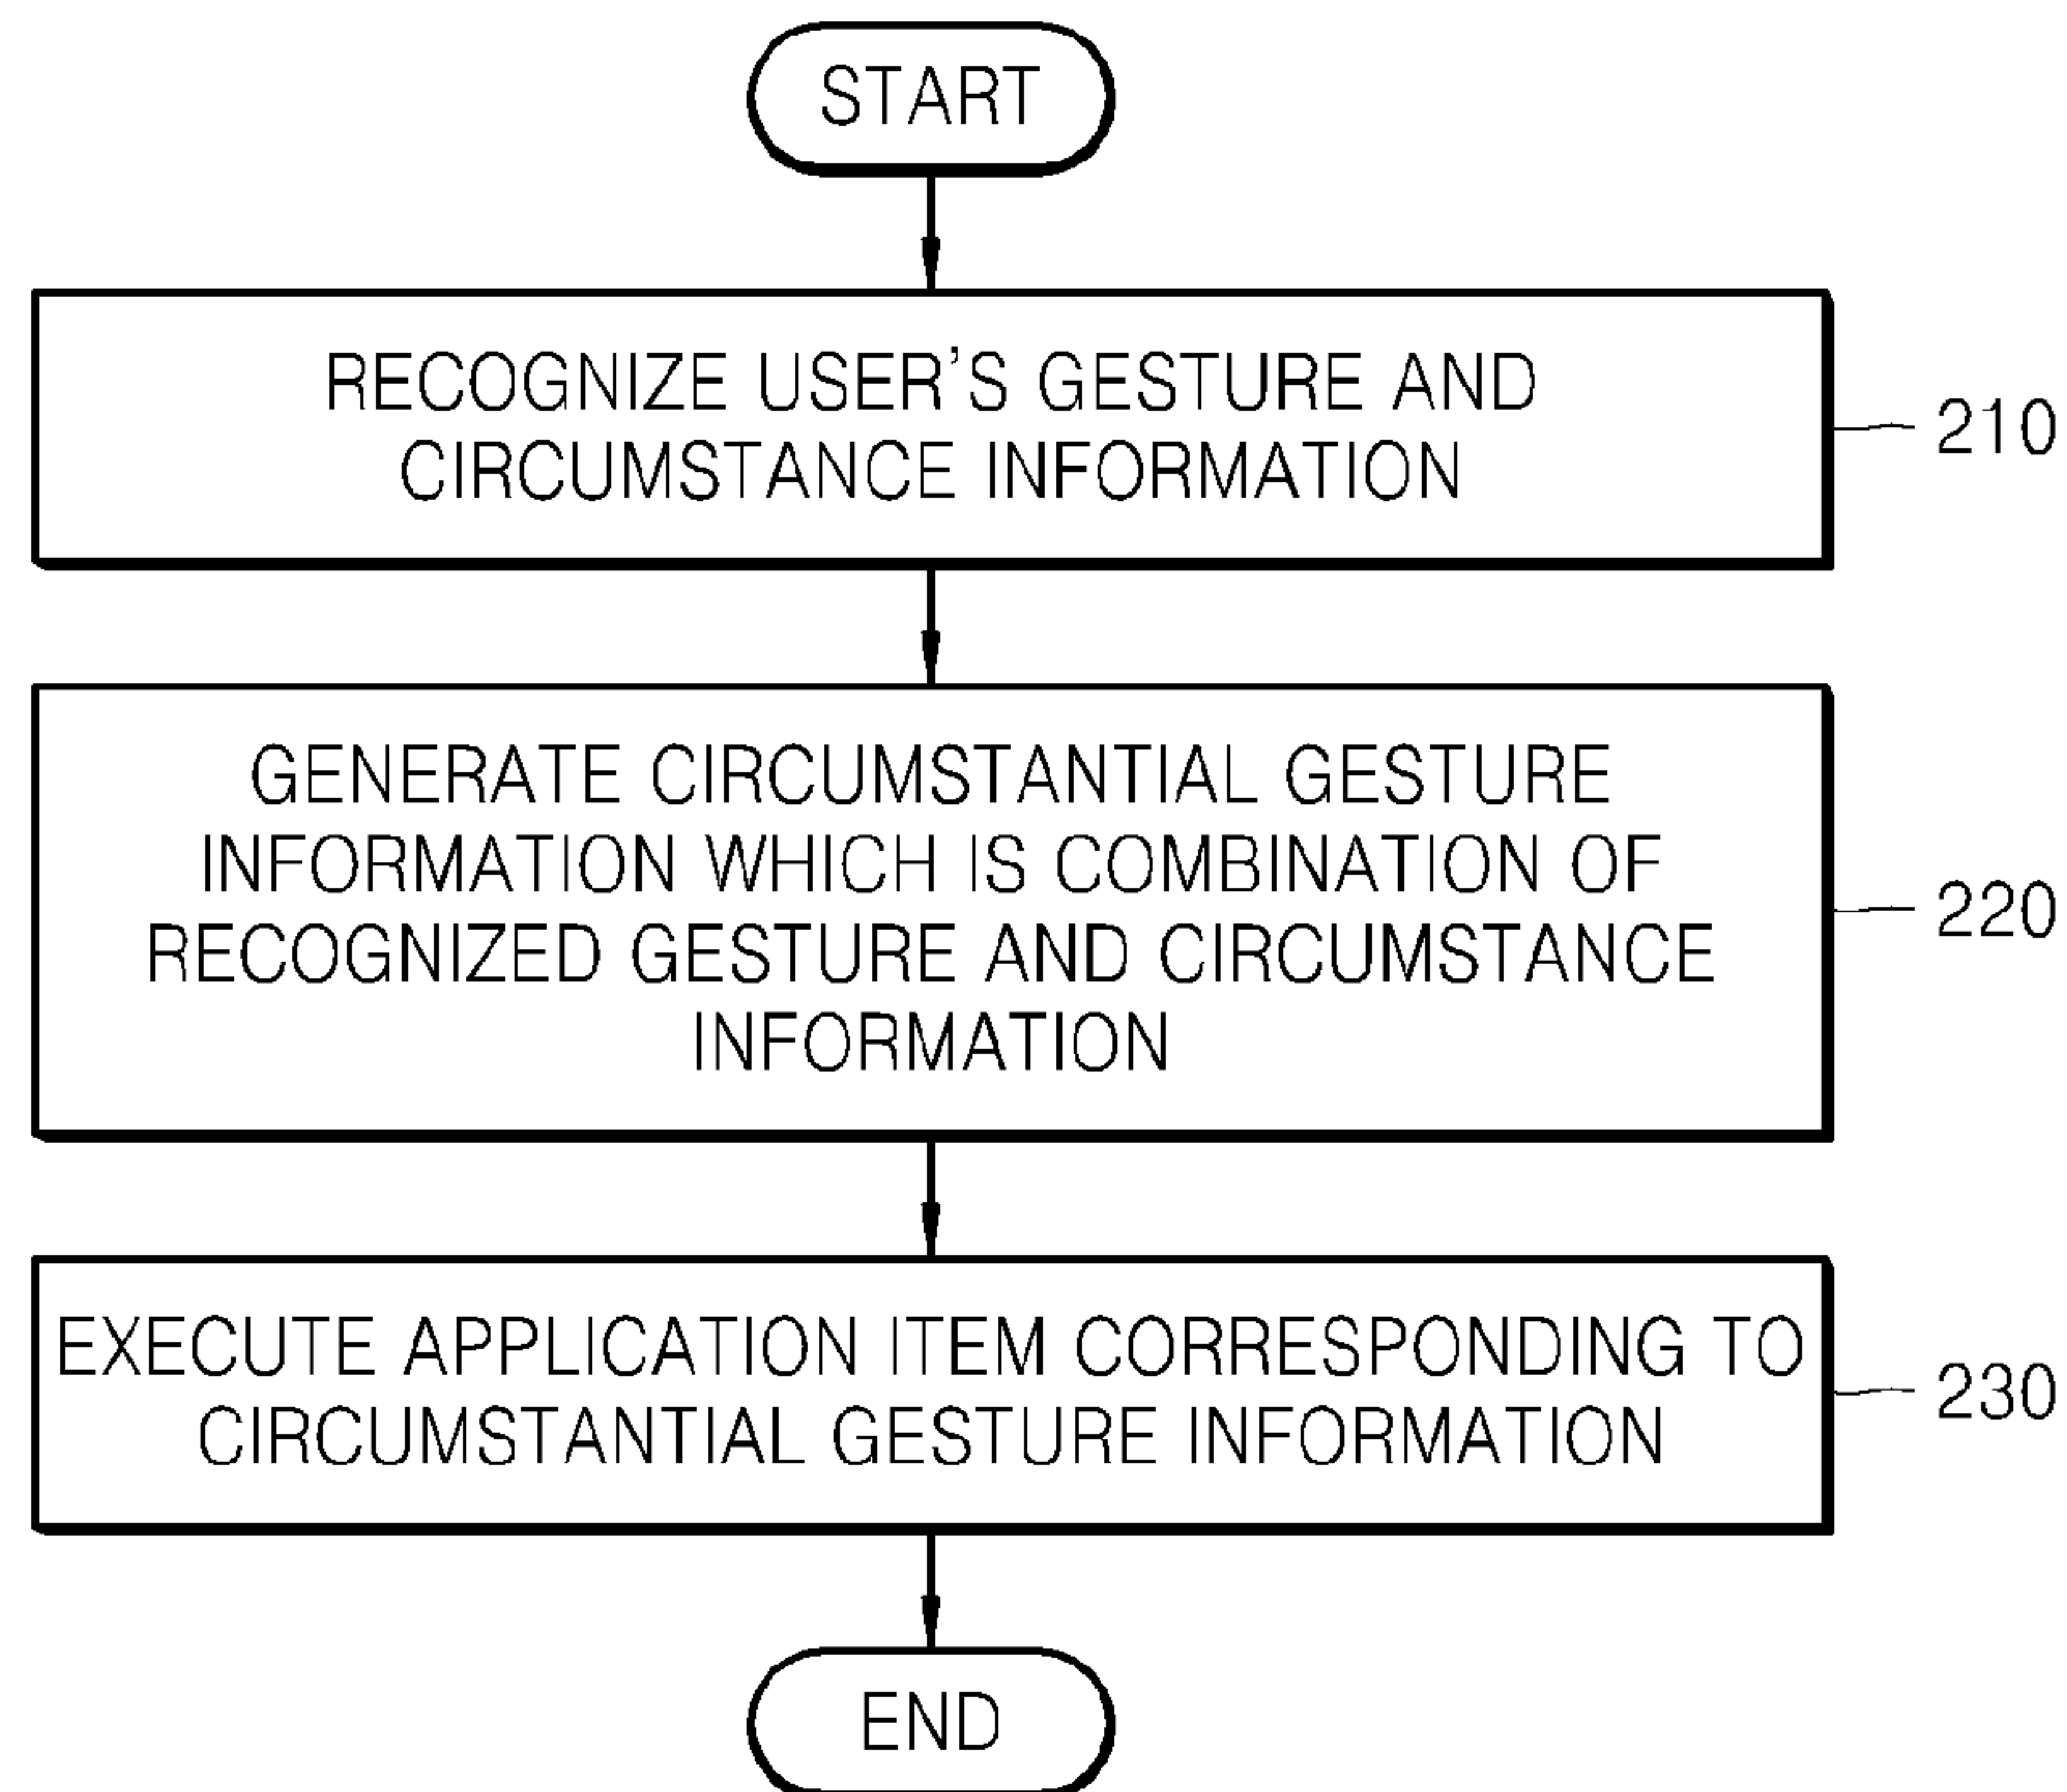 START
RECOGNIZE USER'S GESTURE AND
CIRCUMSTANCE INFORMATION
210
GENERATE CIRCUMSTANTIAL GESTURE
INFORMATION WHICH IS COMBINATION OF
RECOGNIZED GESTURE AND CIRCUMSTANCE
INFORMATION
220
EXECUTE APPLICATION ITEM CORRESPONDING TO
CIRCUMSTANTIAL GESTURE INFORMATION
230
END